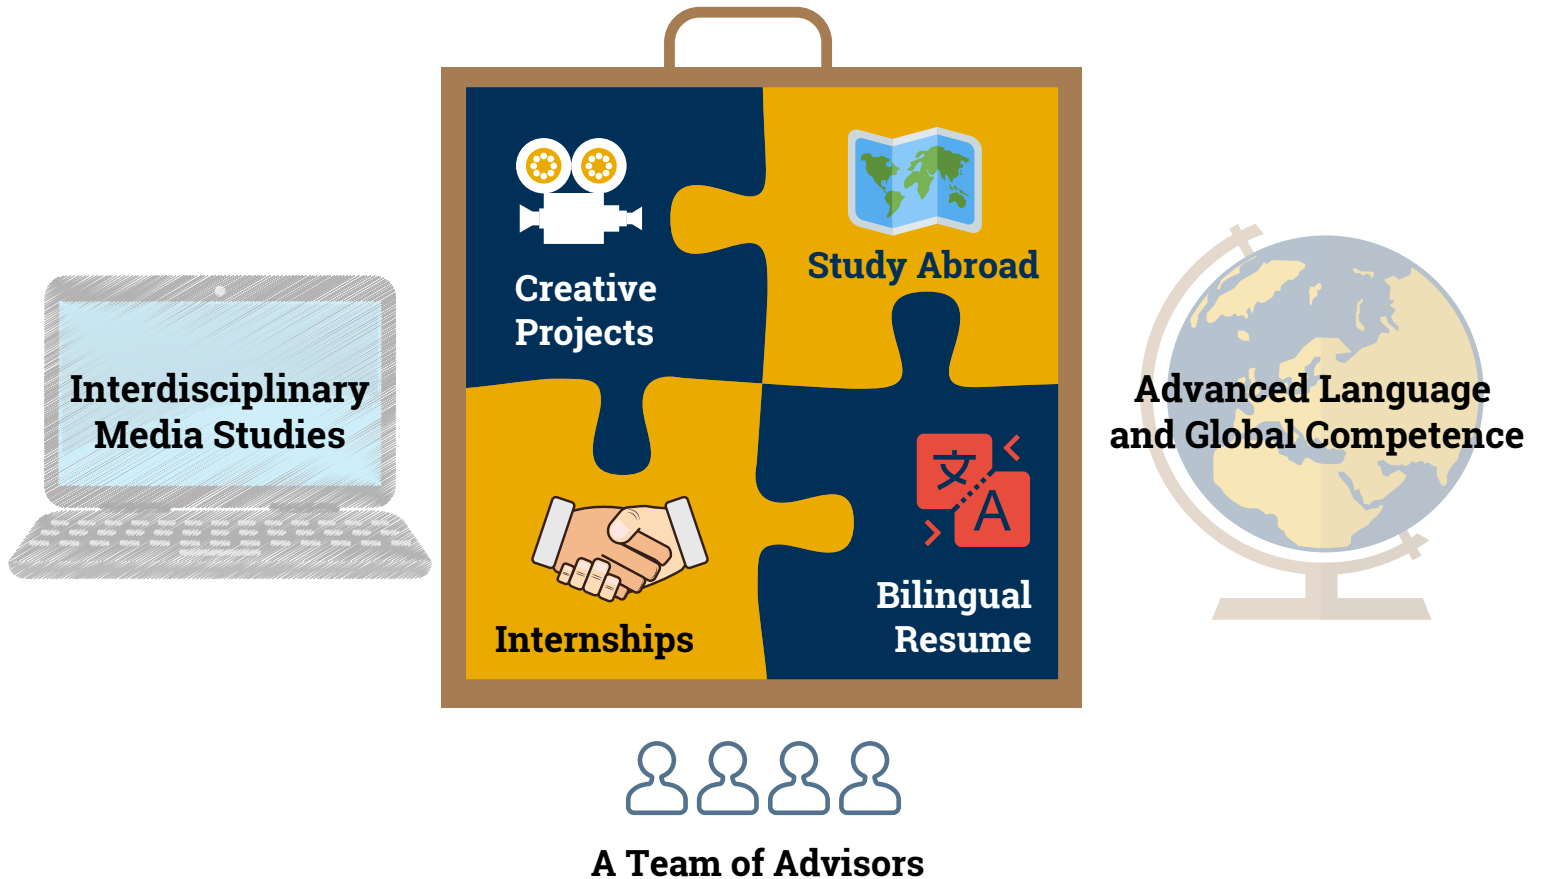 Creative
Projects
Study Abroad
Interdisciplinary
Media Studies
Advanced Language
and Global Competence
文
A
Internships
Bilingual
Resume
A Team of Advisors